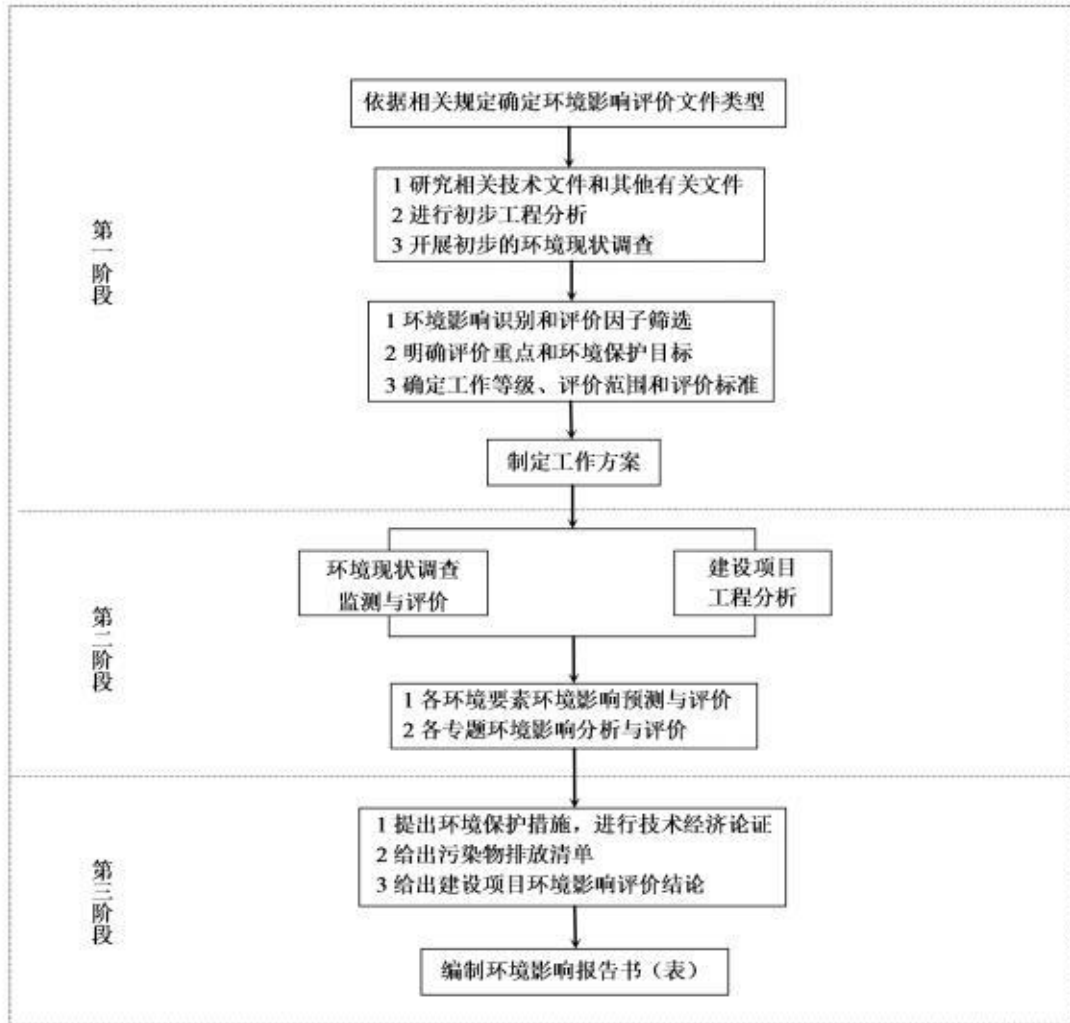 依据相关规定确定环境影响评价文件类型
1 研究相关技术文件和其他有关文件
2 进行初步工程分析
3 开展初步的环境现状调查
第一阶段
1 环境影响识别和评价因子筛选
2 明确评价重点和环境保护目标
3 确定工作等级、评价范围和评价标准
制定工作方案
环境现状调查
监测与评价
建设项目
工程分析
第二阶段
1 各环境要素环境影响预测与评价
2 各专题环境影响分析与评价
1 提出环境保护措施，进行技术经济论证
2 给出污染物排放清单
3 给出建设项目环境影响评价结论
第三阶段
编制环境影响报告书（表）